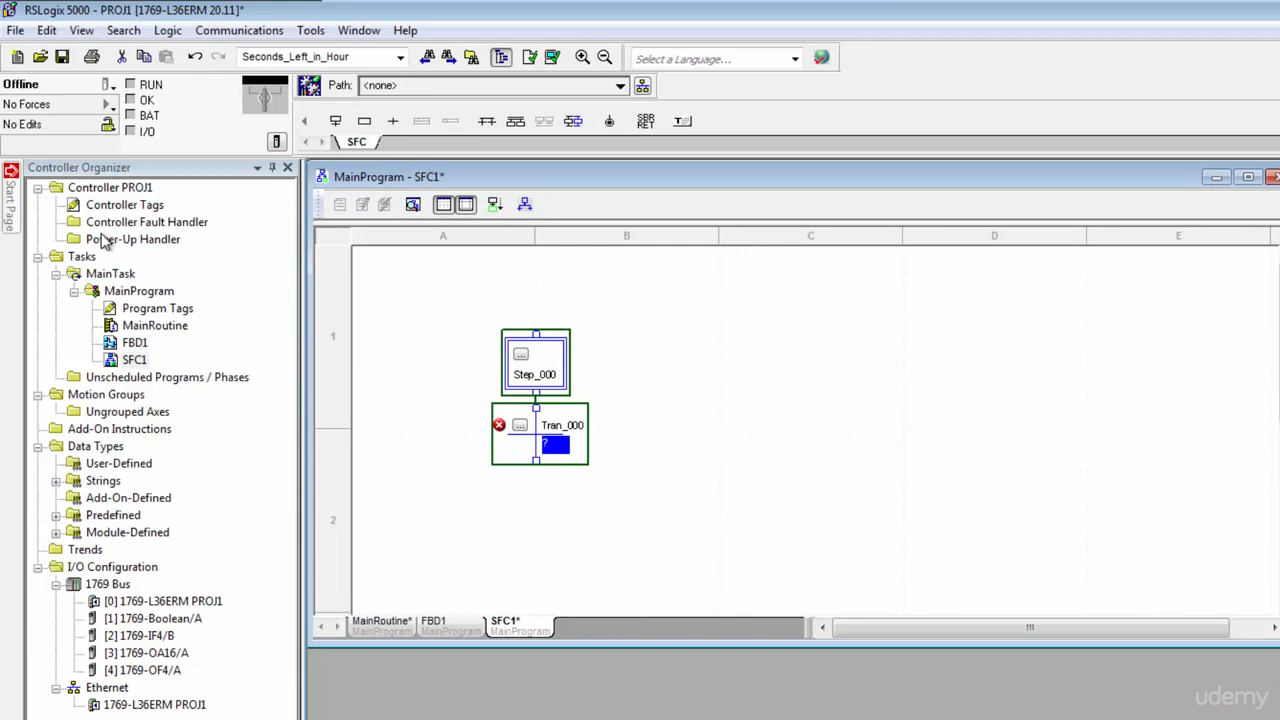 RSLogix 5000 - PROJ1 [1769-L36ERM 20.11]*
File Edit View Search Logic Communications Tools Window Help
Seconds_Left_in_Hour
Select a Language...
Offline
RUN
No Forces
OK
No Edits
BAT
I/O
Path: <none>
SBR
RET
SFC
Start Page
Controller Organizer
Controller PROJ1
Controller Tags
Controller Fault Handler
Power-Up Handler
Tasks
MainTask
MainProgram
Program Tags
MainRoutine
FBD1
SFC1
Unscheduled Programs / Phases
Motion Groups
Ungrouped Axes
Add-On Instructions
Data Types
User-Defined
Strings
Add-On-Defined
Predefined
Module-Defined
Trends
I/O Configuration
1769 Bus
[0] 1769-L36ERM PROJ1
[1] 1769-Boolean/A
[2] 1769-IF4/B
[3] 1769-OA16/A
[4] 1769-OF4/A
Ethernet
1769-L36ERM PROJ1
MainProgram - SFC1*
A B C D E
1
2
...
Step_000
... Tran_000
?
MainRoutine* FBD1 SFC1*
MainProgram MainProgram MainProgram
udemy